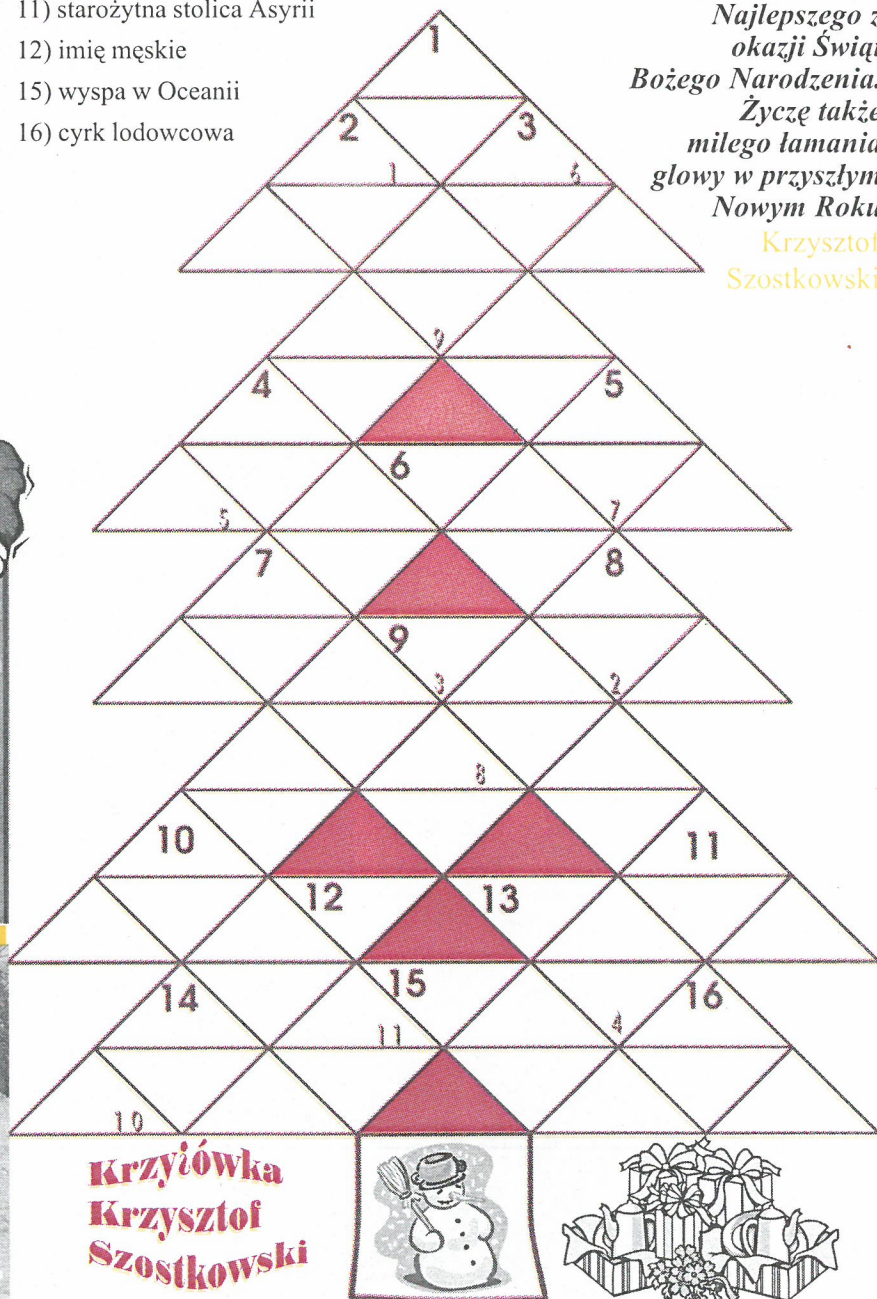 11) starożytna stolica Asyrii
12) imię męskie
15) wyspa w Oceanii
16) cyrk lodowcowa
Najlepszego z
okazji Świąt
Bożego Narodzenia.
Życzę także
milego łamania
glowy w przyszłym
Nowym Roku
Krzysztof
Szostkowski
1
2 3
1 6
9
4 5
6
5 7
7 8
9
3 2
8
10 11
12 13
14 15 16
11 4
10
Krzyżówka
Krzysztof
Szostkowski